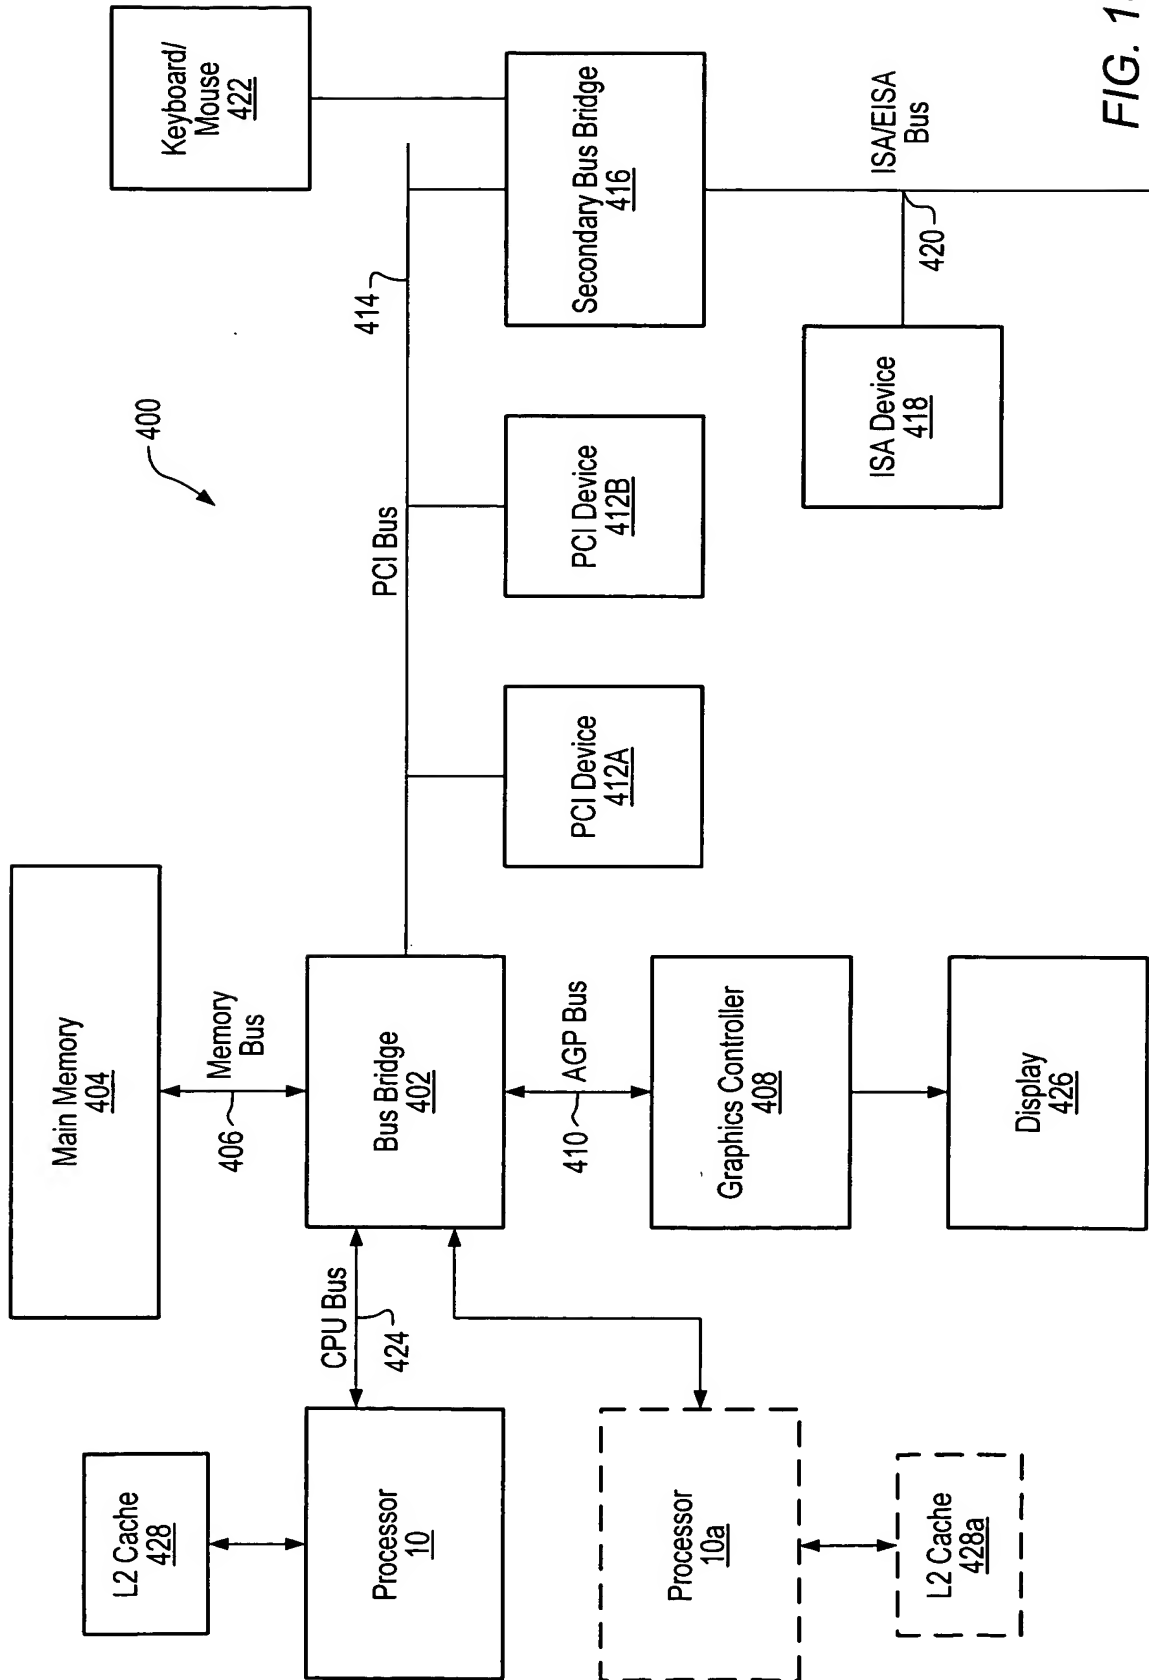 Main Memory
404
L2 Cache
428
Keyboard/
Mouse
422
400
406
Memory
Bus
CPU Bus
424
Processor
10
Bus Bridge
402
PCI Bus
414
410
AGP Bus
PCI Device
412A
PCI Device
412B
Secondary Bus Bridge
416
Processor
10a
Graphics Controller
408
L2 Cache
428a
Display
426
ISA Device
418
420
ISA/EISA
Bus
FIG.